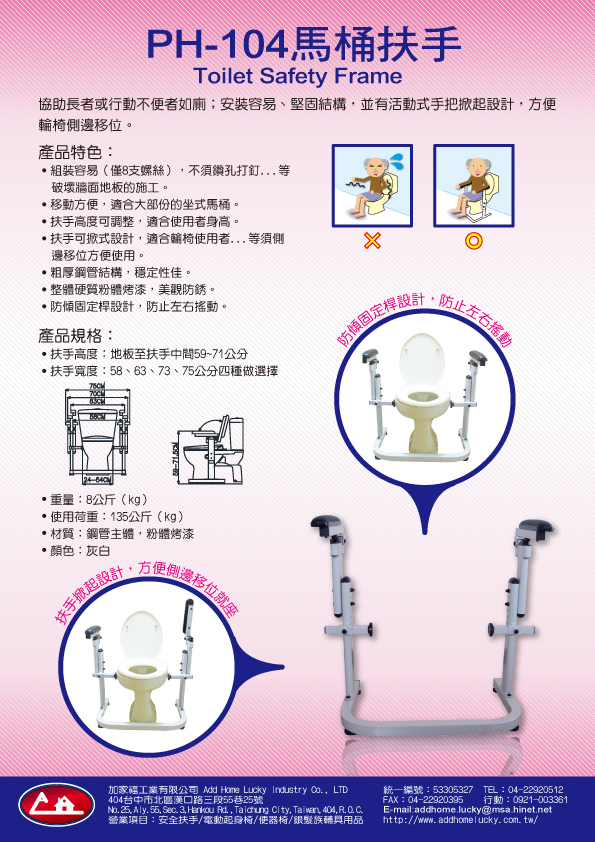 PH-104馬桶扶手
Toilet Safety Frame
協助長者或行動不便者如廁；安裝容易、堅固結構，並有活動式手把掀起設計，方便
輪椅側邊移位。
產品特色：
•組裝容易（僅8支螺絲），不須鑽孔打釘...等
破壞牆面地板的施工。
•移動方便，適合大部份的坐式馬桶。
•扶手高度可調整，適合使用者身高。
•扶手可掀式設計，適合輪椅使用者...等須側
邊移位方便使用。
•粗厚鋼管結構，穩定性佳。
•整體硬質粉體烤漆，美觀防銹。
•防傾固定桿設計，防止左右搖動。
產品規格：
•扶手高度：地板至扶手中間59~71公分
•扶手寬度：58、63、73、75公分四種做選擇
75CM
70CM
63CM
58CM
24-54CM
59-71.5CM
•重量：8公斤（kg）
•使用荷重：135公斤（kg）
•材質：鋼管主體，粉體烤漆
•顏色：灰白
防傾固定桿設計，防止左右搖動
扶手掀起設計，方便側邊移位就座
加家福工業有限公司 Add Home Lucky Industry Co., LTD
404台中市北區漢口路三段55巷25號
No.25,Aly.55,Sec.3,Hankou Rd.,Taichung City,Taiwan,404,R.O.C.
營業項目：安全扶手/電動起身椅/便器椅/銀髮族輔具用品
統一編號：53305327 TEL：04-22920512
FAX：04-22920395 行動：0921-003361
E-mail:addhome.lucky@msa.hinet.net
http://www.addhomelucky.com.tw/